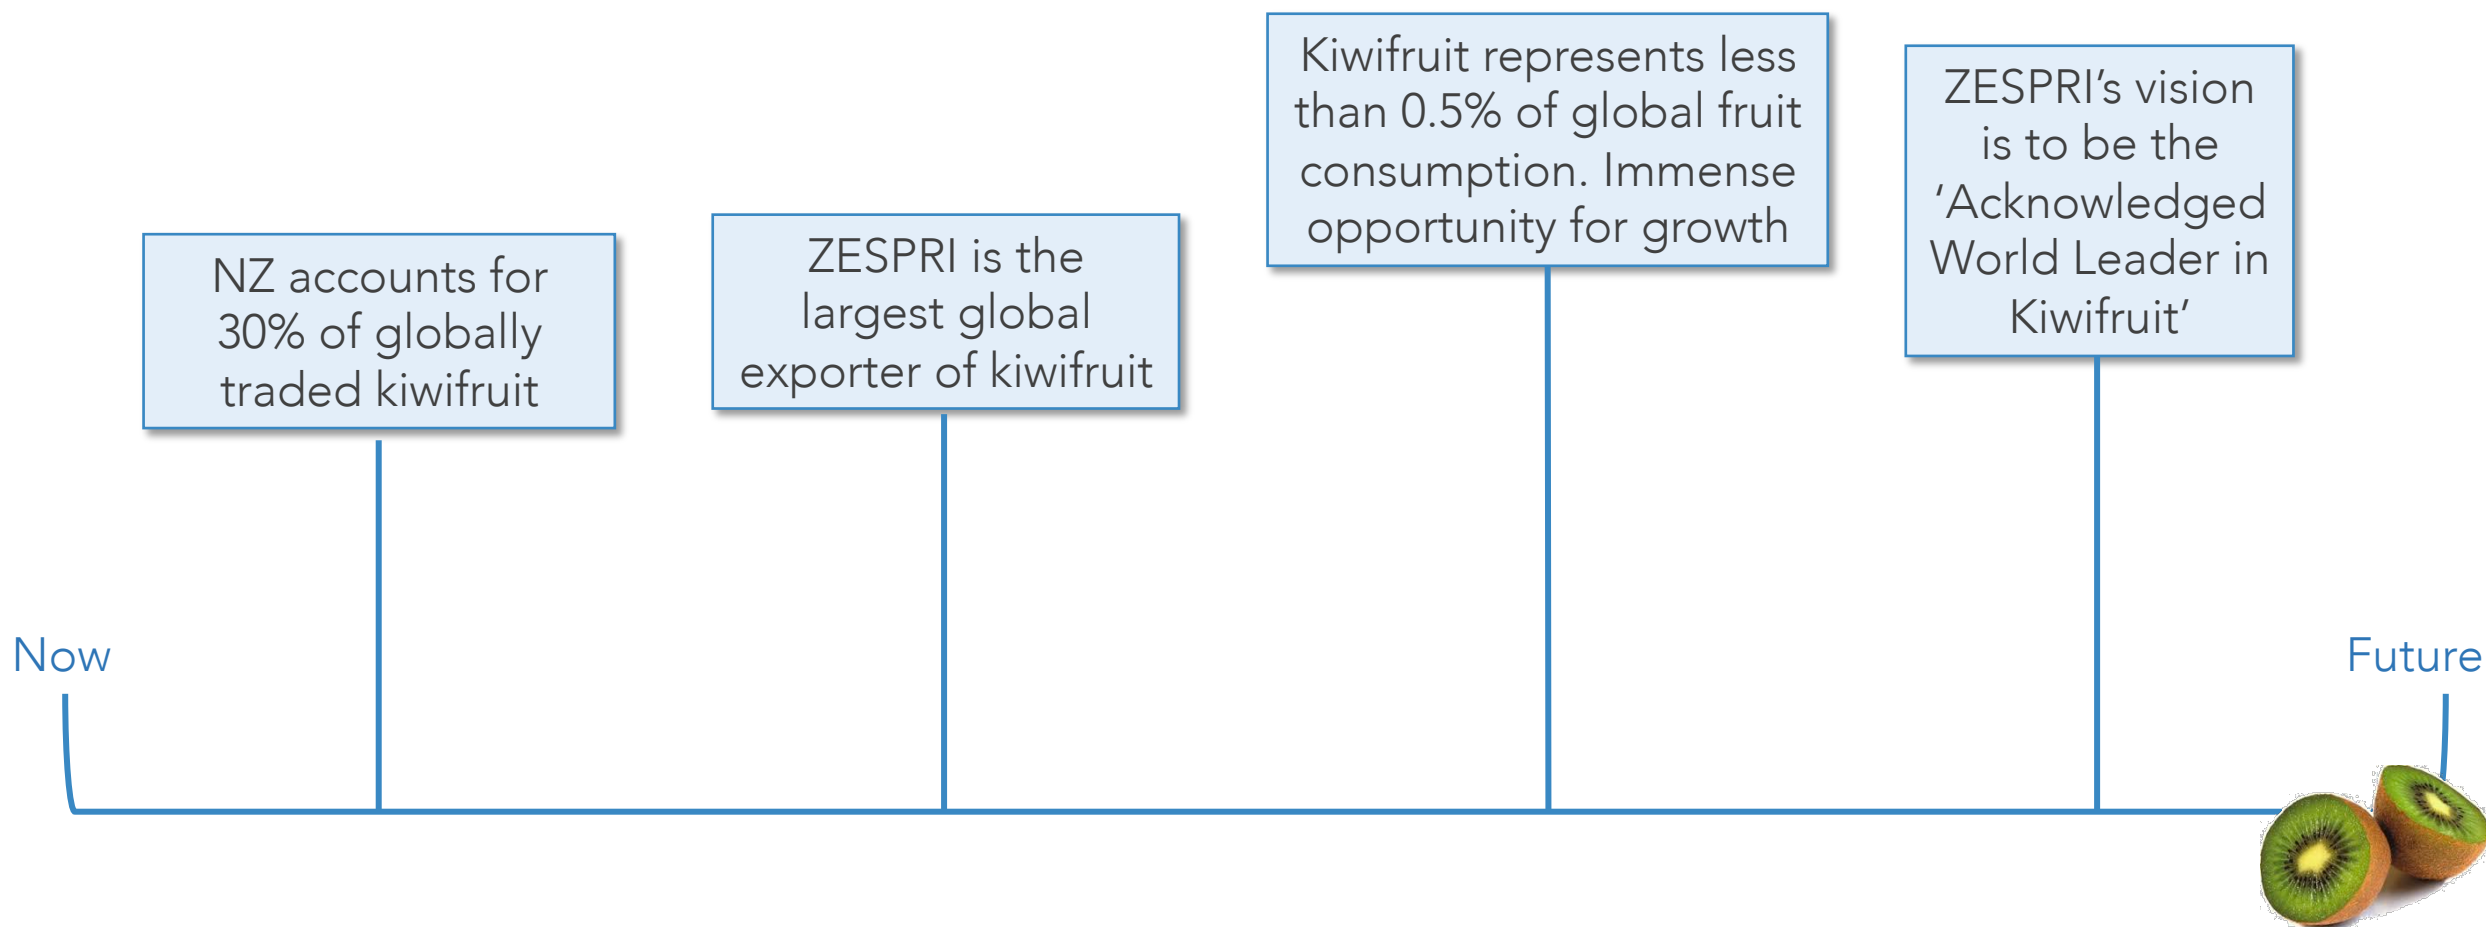 NZ accounts for
30% of globally
traded kiwifruit
ZESPRI is the
largest global
exporter of kiwifruit
Kiwifruit represents less
than 0.5% of global fruit
consumption. Immense
opportunity for growth
ZESPRI’s vision
is to be the
‘Acknowledged
World Leader in
Kiwifruit’
Now
Future